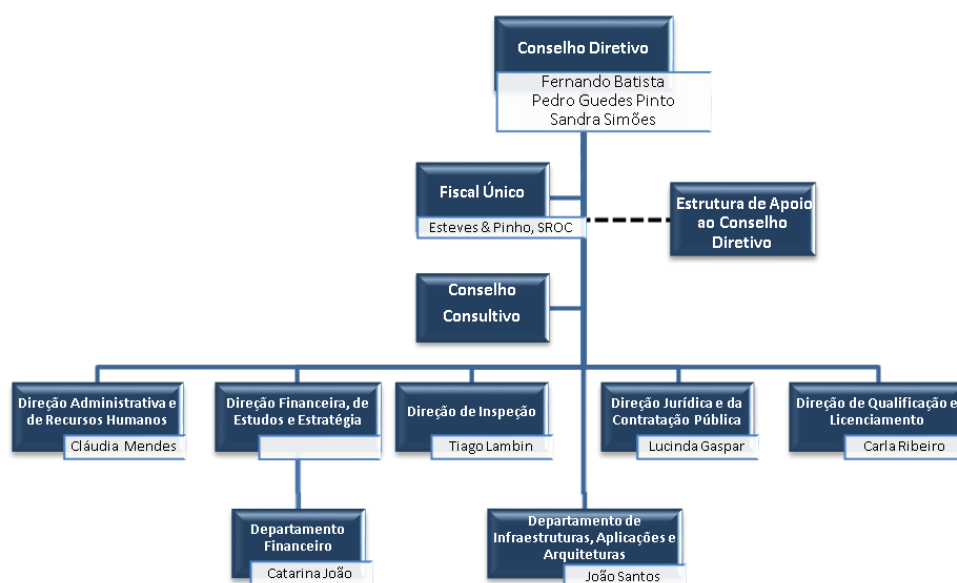 Conselho Diretivo
Fernando Batista
Pedro Guedes Pinto
Sandra Simões
Fiscal Único
Esteves & Pinho, SROC
Estrutura de Apoio
ao Conselho
Diretivo
Conselho
Consultivo
Direção Administrativa e
de Recursos Humanos
Cláudia Mendes
Direção Financeira, de
Estudos e Estratégia
Direção de Inspeção
Tiago Lambin
Direção Jurídica e da
Contratação Pública
Lucinda Gaspar
Direção de Qualificação e
Licenciamento
Carla Ribeiro
Departamento
Financeiro
Catarina João
Departamento de
Infraestruturas, Aplicações e
Arquiteturas
João Santos